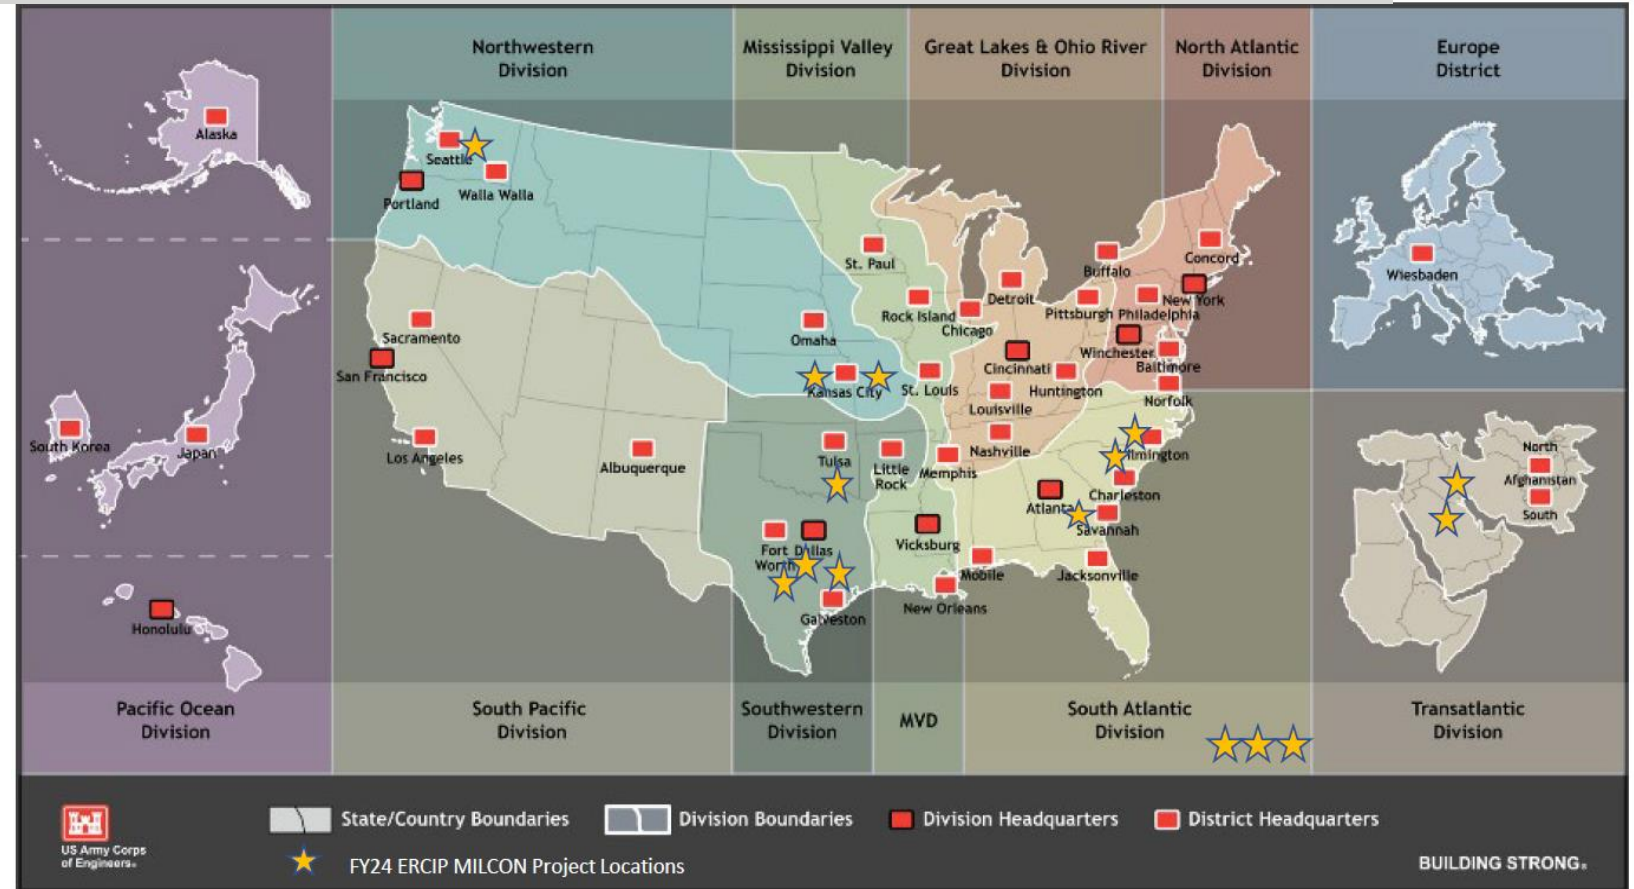 Northwestern
Division
Mississippi Valley
Division
Great Lakes & Ohio River
Division
North Atlantic
Division
Europe
District
Alaska
Seattle
Walla Walla
Portland
St. Paul
Buffalo
Concord
Wiesbaden
Detroit
New York
Rock Island
Chicago
Pittsburgh
Philadelphia
Sacramento
Omaha
San Francisco
Winchester
Baltimore
Cincinnati
Kansas City
St. Louis
Huntington
Louisville
Norfolk
South Korea
Japan
Los Angeles
Albuquerque
Tulsa
Little
Rock
Memphis
Nashville
ilmington
North
Afghanistan
South
Charleston
Atlanta
Savannah
Fort
Worth
Dallas
Vicksburg
Mobile
Jacksonville
New Orleans
Galveston
Honolulu
Pacific Ocean
Division
South Pacific
Division
Southwestern
Division
MVD
South Atlantic
Division
Transatlantic
Division
State/Country Boundaries
Division Boundaries
Division Headquarters
District Headquarters
US Army Corps
of Engineers®
FY24 ERCIP MILCON Project Locations
BUILDING STRONG®